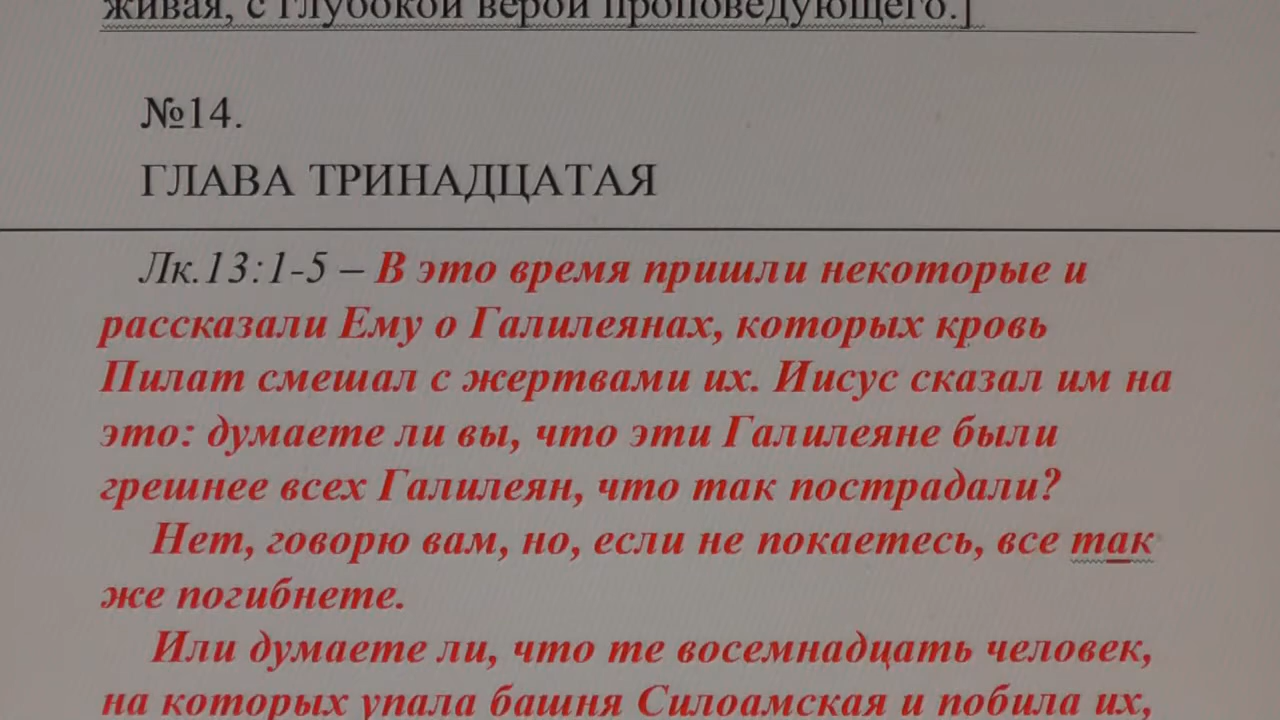 живая, с глубокой верой проповедующего.]
№14.
ГЛАВА ТРИНАДЦАТАЯ
Лк.13:1-5 – В это время пришли некоторые и
рассказали Ему о Галилеянах, которых кровь
Пилат смешал с жертвами их. Иисус сказал им на
это: думаете ли вы, что эти Галилеяне были
грешнее всех Галилеян, что так пострадали?
Нет, говорю вам, но, если не покаетесь, все так
же погибнете.
Или думаете ли, что те восемнадцать человек,
на которых упала башня Силоамская и побила их,